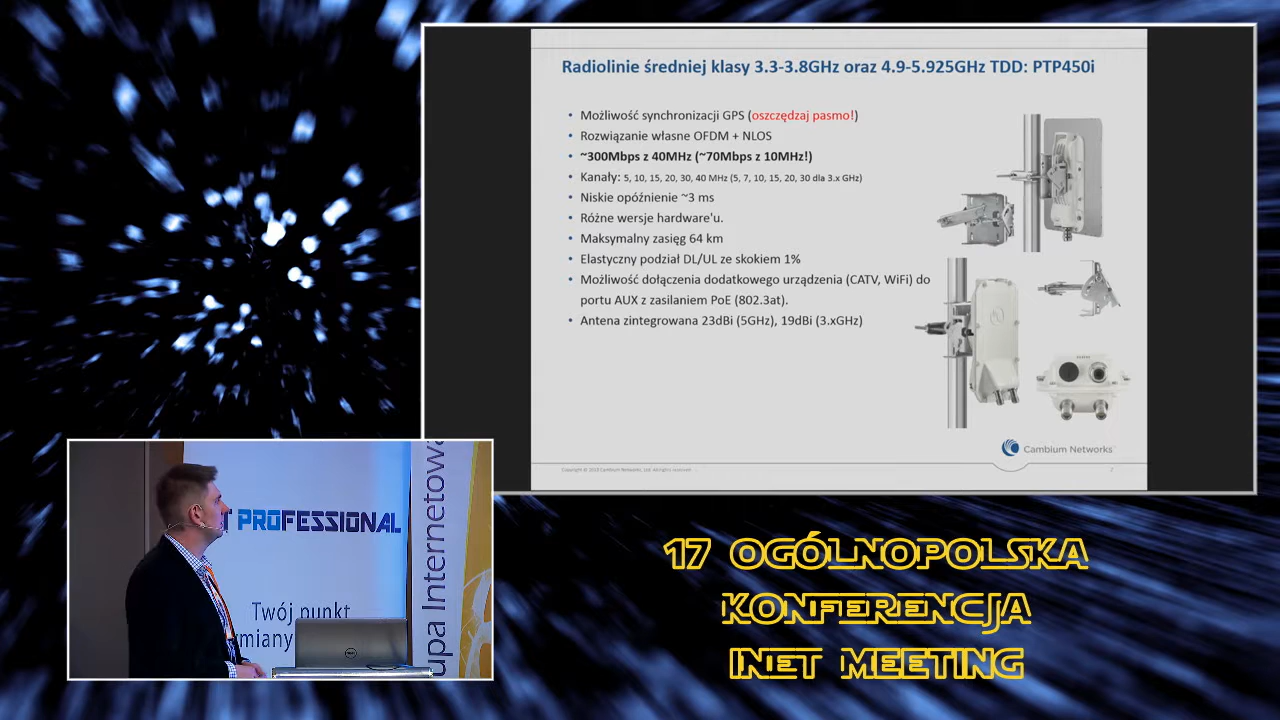 Radiolinie średniej klasy 3.3-3.8GHz oraz 4.9-5.925GHz TDD: PTP450i
• Możliwość synchronizacji GPS (oszczędzaj pasmo!)
• Rozwiązanie własne OFDM + NLOS
• ~300Mbps z 40MHz (~70Mbps z 10MHz!)
• Kanały: 5, 10, 15, 20, 30, 40 MHz (5, 7, 10, 15, 20, 30 dla 3.x GHz)
• Niskie opóźnienie ~3 ms
• Różne wersje hardware'u.
• Maksymalny zasięg 64 km
• Elastyczny podział DL/UL ze skokiem 1%
• Możliwość dołączenia dodatkowego urządzenia (CATV, WiFi) do
portu AUX z zasilaniem PoE (802.3at).
• Antena zintegrowana 23dBi (5GHz), 19dBi (3.xGHz)
Cambium Networks
T PROFESSIONAL
Twój punkt
miany
upa Internetowa
DELL
17 OGÓLNOPOLSKA
KONFERENCJA
INET MEETING